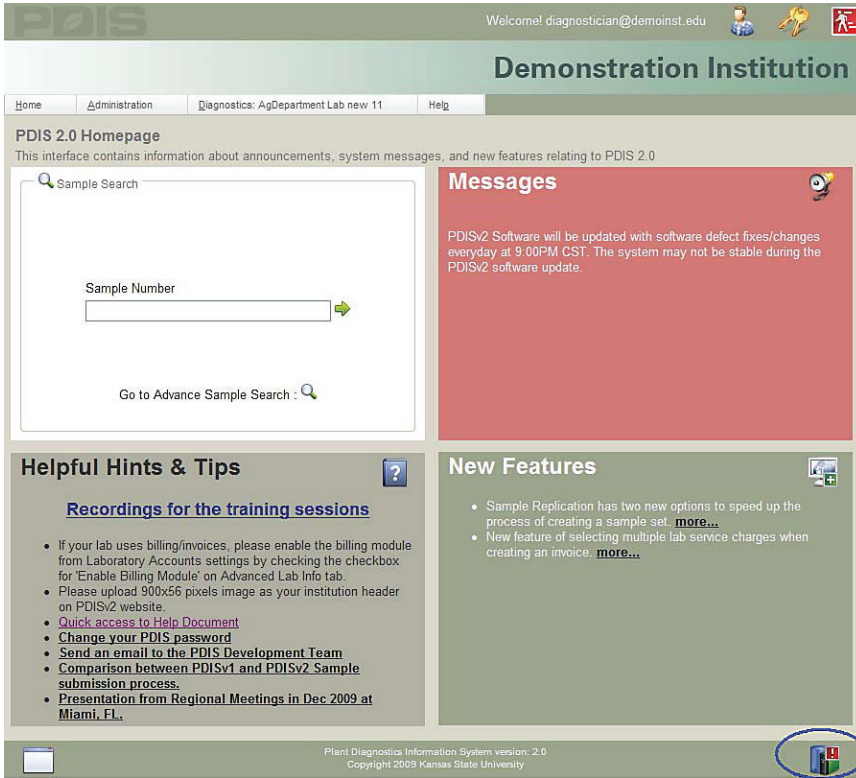 PDIS
Welcome! diagnostician@demoinst.edu
Demonstration Institution
Home Administration Diagnostics: AgDepartment Lab new 11 Help
PDIS 2.0 Homepage
This interface contains information about announcements, system messages, and new features relating to PDIS 2.0
Sample Search
Sample Number
Go to Advance Sample Search :
Messages
PDISv2 Software will be updated with software defect fixes/changes
everyday at 9:00PM CST. The system may not be stable during the
PDISv2 software update.
Helpful Hints & Tips
Recordings for the training sessions
• If your lab uses billing/invoices, please enable the billing module
from Laboratory Accounts settings by checking the checkbox
for 'Enable Billing Module' on Advanced Lab Info tab.
• Please upload 900x56 pixels image as your institution header
on PDISv2 website.
• Quick access to Help Document
• Change your PDIS password
• Send an email to the PDIS Development Team
• Comparison between PDISv1 and PDISv2 Sample
submission process.
• Presentation from Regional Meetings in Dec 2009 at
Miami, FL.
New Features
• Sample Replication has two new options to speed up the
process of creating a sample set. more...
• New feature of selecting multiple lab service charges when
creating an invoice. more...
Plant Diagnostics Information System version: 2.0
Copyright 2009 Kansas State University